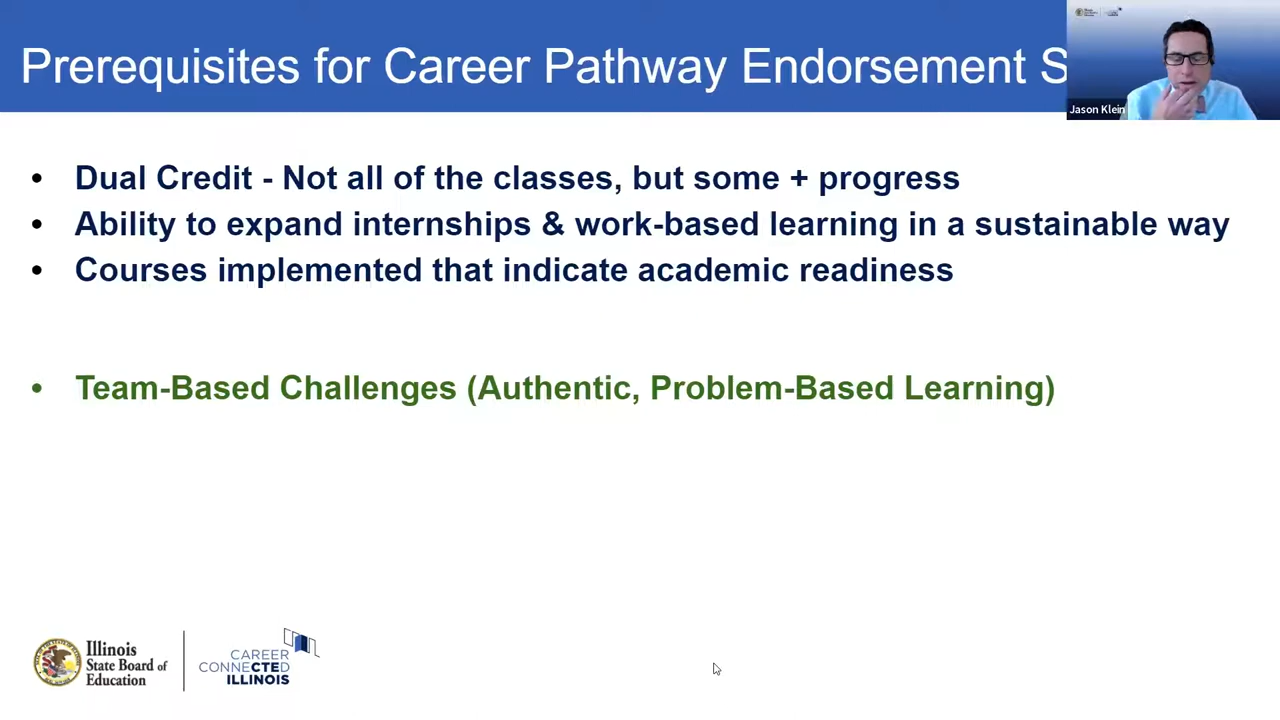 Prerequisites for Career Pathway Endorsement S
Jason Klein
• Dual Credit - Not all of the classes, but some + progress
• Ability to expand internships & work-based learning in a sustainable way
• Courses implemented that indicate academic readiness
• Team-Based Challenges (Authentic, Problem-Based Learning)
Illinois
State Board of
Education
CAREER
CONNECTED
ILLINOIS